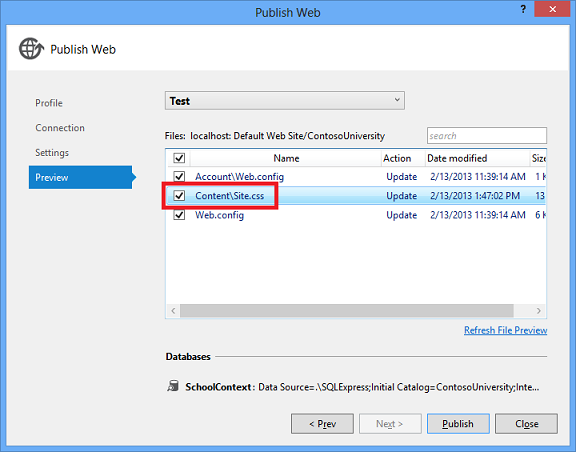 Publish Web
? ×
Publish Web
Profile
Connection
Settings
Preview
Test
Files: localhost: Default Web Site/ContosoUniversity
search
Name Action Date modified Siz
Account\Web.config Update 2/13/2013 11:39:14 AM 1 K
Content\Site.css Update 2/13/2013 1:47:02 PM 13
Web.config Update 2/13/2013 11:39:14 AM 6 K
Refresh File Preview
Databases
SchoolContext: Data Source=.\SQLExpress;Initial Catalog=ContosoUniversity;Inte...
< Prev Next > Publish Close